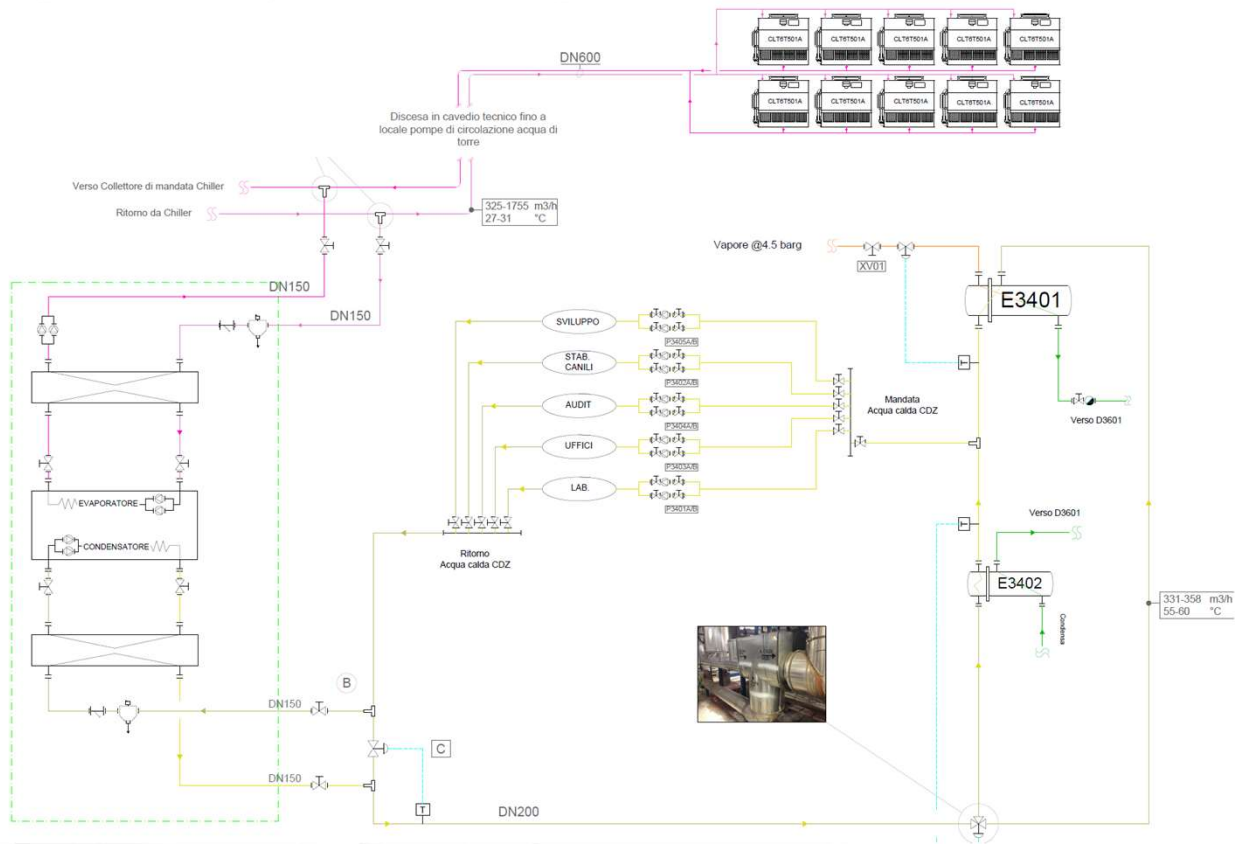 CLT6T501A CLT6T501A CLT6T501A CLT6T501A CLT6T501A
DN600
CLT6T501A CLT6T501A CLT6T501A CLT6T501A CLT6T501A
Discesa in cavedio tecnico fino a
locale pompe di circolazione acqua di
torre
Verso Collettore di mandata Chiller
Ritorno da Chiller
325-1755 m3/h
27-31 °C
Vapore @4.5 barg
XV01
E3401
DN150
DN150
SVILUPPO
P3405A/B
STAB.
CANILI
P3402A/B
AUDIT
P3404A/B
UFFICI
P3403A/B
LAB.
P3401A/B
Mandata
Acqua calda CDZ
Verso D3601
T
EVAPORATORE
CONDENSATORE
Ritorno
Acqua calda CDZ
Verso D3601
T
E3402
Condensa
331-358 m3/h
55-60 °C
B
DN150
C
DN150
T
DN200